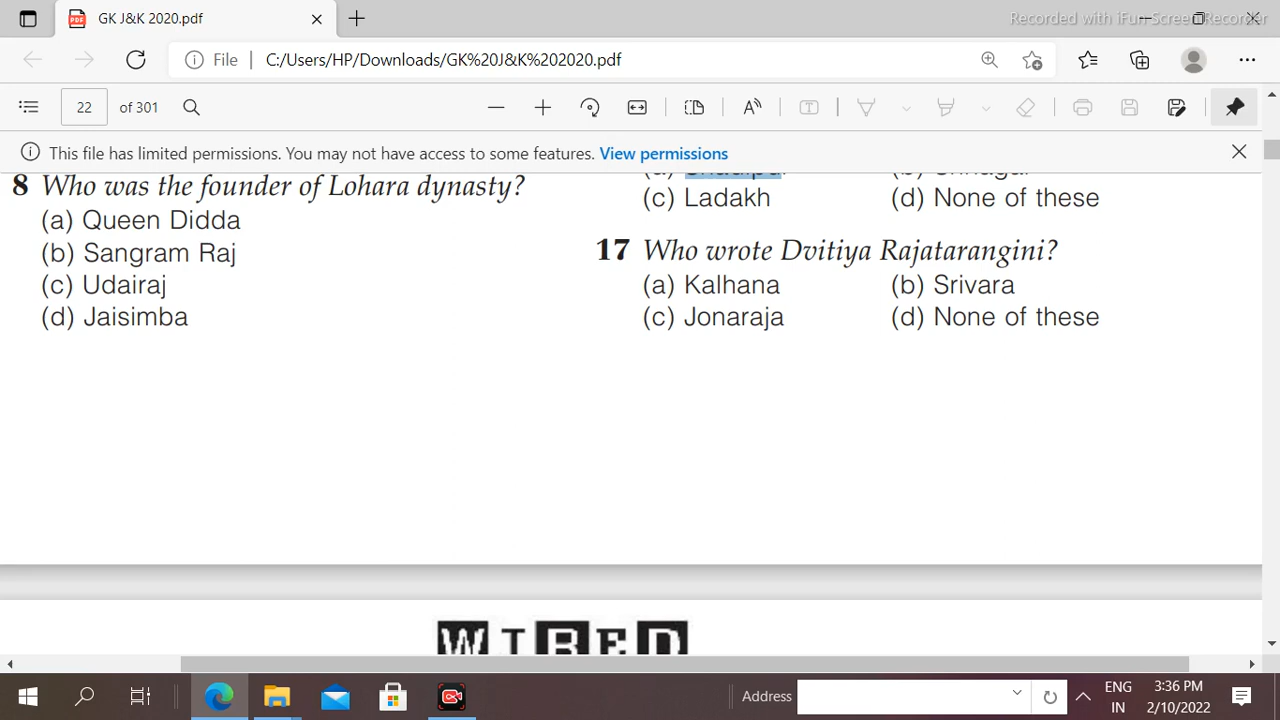 GK J&K 2020.pdf
Recorded with iFun Screen Recorder
File C:/Users/HP/Downloads/GK%20J&K%202020.pdf
22 of 301
This file has limited permissions. You may not have access to some features. View permissions
8 Who was the founder of Lohara dynasty?
(a) Queen Didda
(b) Sangram Raj
(c) Udairaj
(d) Jaisimba
(a) Shadipur (b) Srinagar
(c) Ladakh (d) None of these
17 Who wrote Dvitiya Rajatarangini?
(a) Kalhana (b) Srivara
(c) Jonaraja (d) None of these
WIRED
Address
ENG
IN
3:36 PM
2/10/2022